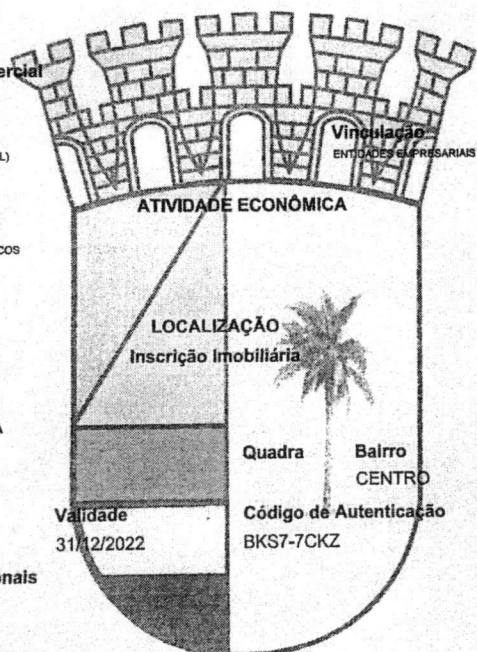 ercial
Vinculação
L)
ENTIDADES EMPRESARIAIS
ATIVIDADE ECONÔMICA
COS
LOCALIZAÇÃO
Inscrição Imobiliária
A
Quadra Bairro
CENTRO
Validade Código de Autenticação
31/12/2022 BKS7-7CKZ
onais